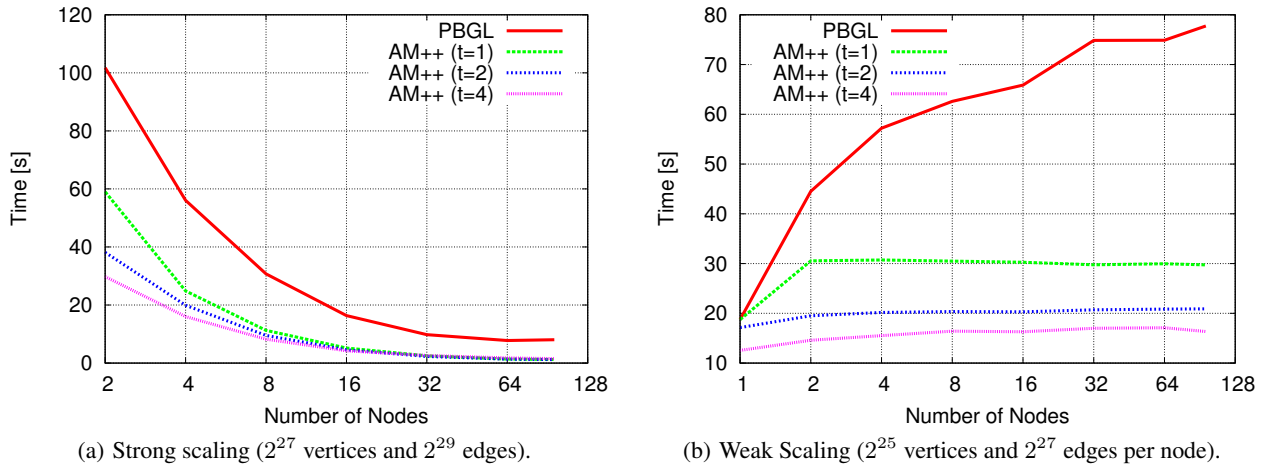 120
100
80
60
40
20
0
Time [s]
2 4 8 16 32 64 128
Number of Nodes
PBGL
AM++ (t=1)
AM++ (t=2)
AM++ (t=4)
(a) Strong scaling (2^27 vertices and 2^29 edges).
80
70
60
50
40
30
20
10
Time [s]
1 2 4 8 16 32 64 128
Number of Nodes
PBGL
AM++ (t=1)
AM++ (t=2)
AM++ (t=4)
(b) Weak Scaling (2^25 vertices and 2^27 edges per node).